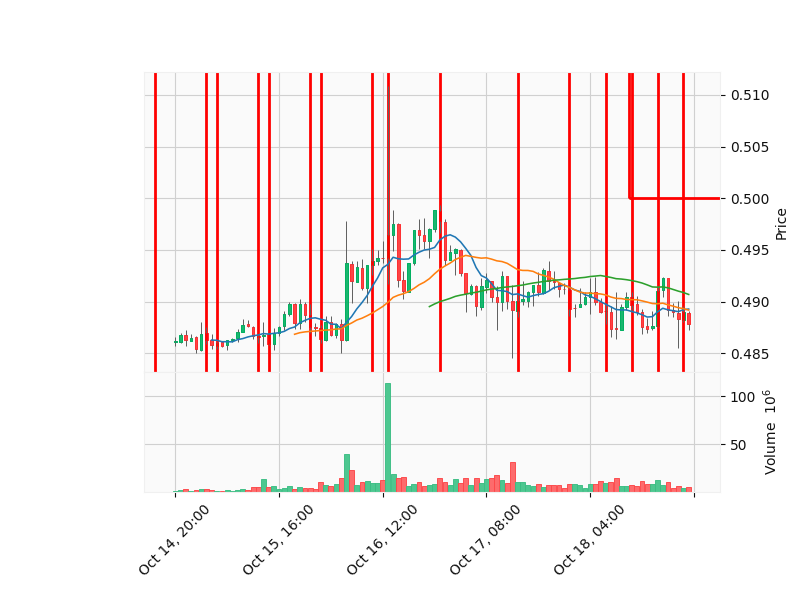 0.510
0.505
0.500
0.495
0.490
0.485
Price
100
50
Volume 10^6
Oct 14, 20:00
Oct 15, 16:00
Oct 16, 12:00
Oct 17, 08:00
Oct 18, 04:00